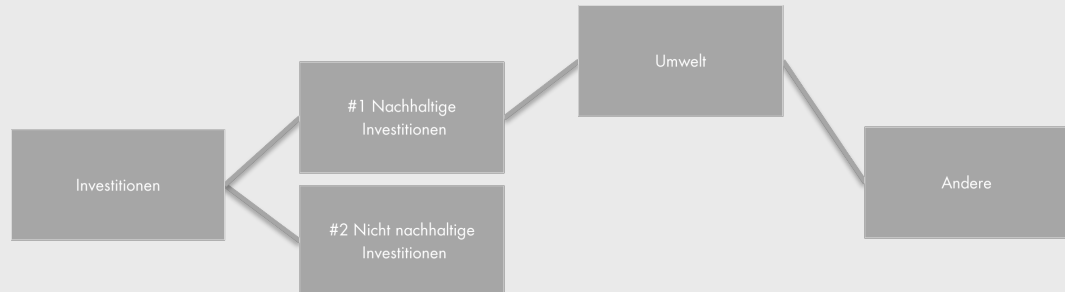 Investitionen
#1 Nachhaltige
Investitionen
#2 Nicht nachhaltige
Investitionen
Umwelt
Andere